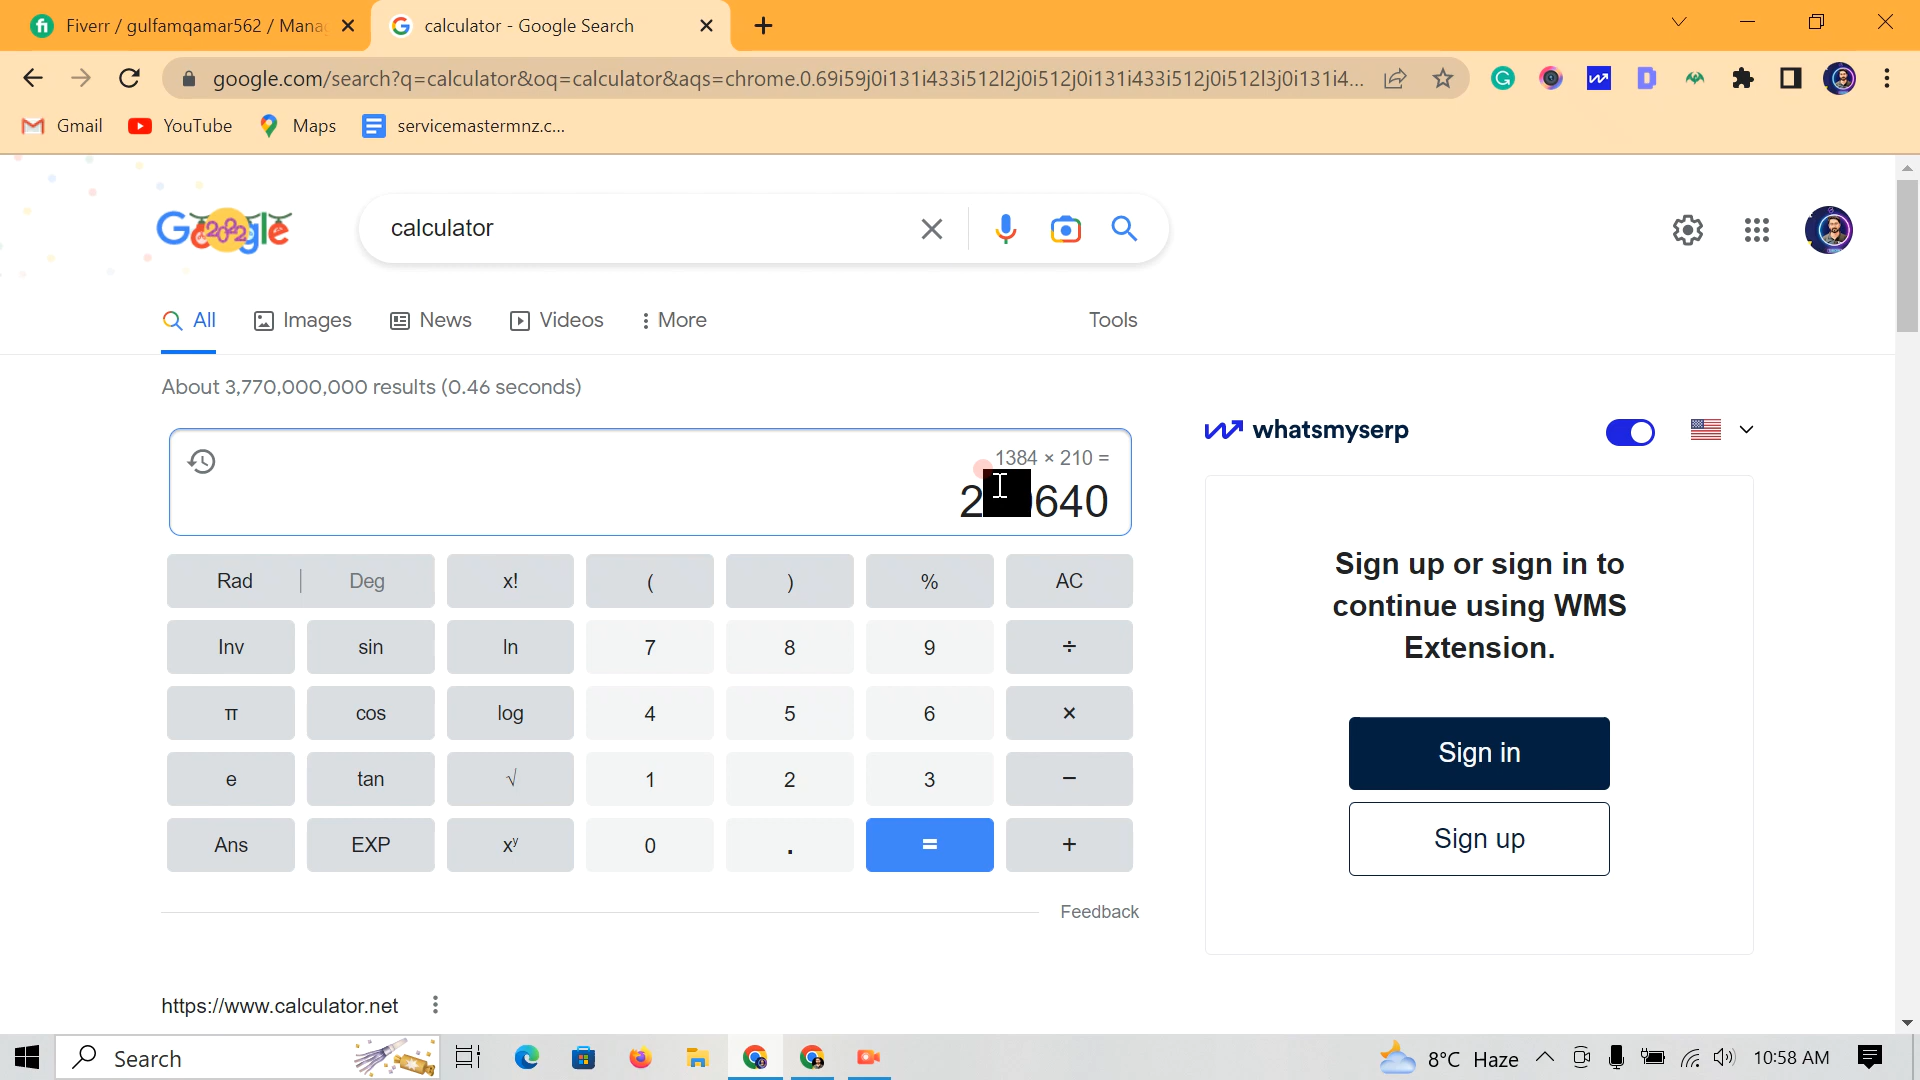 Fiverr / gulfamqamar562 / Mana
calculator - Google Search
google.com/search?q=calculator&oq=calculator&aqs=chrome.0.69i59j0i131i433i512l2j0i512j0i131i433i512j0i512l3j0i131i4...
Gmail YouTube Maps servicemastermnz.c...
Google 2022
calculator
All Images News Videos More Tools
About 3,770,000,000 results (0.46 seconds)
whatsmyserp
1384 × 210 =
Rad Deg x! ( ) % AC
Inv sin ln 7 8 9 ÷
π cos log 4 5 6 ×
e tan √ 1 2 3 −
Ans EXP xʸ 0 . = +
Feedback
Sign up or sign in to
continue using WMS
Extension.
Sign in
Sign up
https://www.calculator.net
Search
8°C Haze
10:58 AM